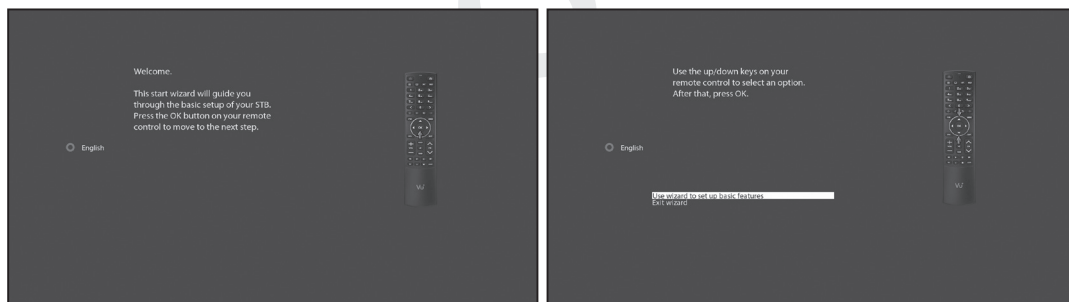 Welcome.
This start wizard will guide you
through the basic setup of your STB.
Press the OK button on your remote
control to move to the next step.
English
Use the up/down keys on your
remote control to select an option.
After that, press OK.
English
Use wizard to set up basic features
Exit wizard